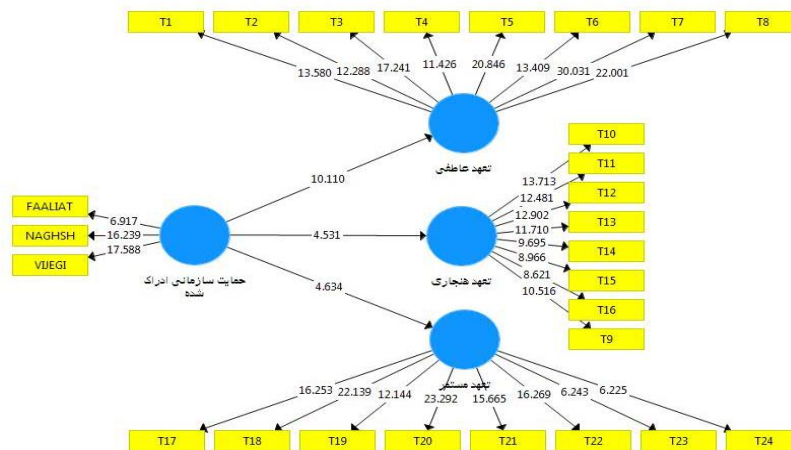 T1 T2 T3 T4 T5 T6 T7 T8
13.580 12.288 17.241 11.426 20.846 13.409 30.031 22.001
تعهد عاطفی
10.110
T10
T11
T12
T13
T14
T15
T16
T9
13.713
12.481
12.902
11.710
9.695
8.966
8.621
10.516
FAALIAT
NAGHSH
VIJEGI
6.917
16.239
17.588
حمایت سازمانی ادراک
شده
4.531
تعهد هنجاری
4.634
تعهد مستمر
16.253 22.139 12.144 23.292 15.665 16.269 6.243 6.225
T17 T18 T19 T20 T21 T22 T23 T24